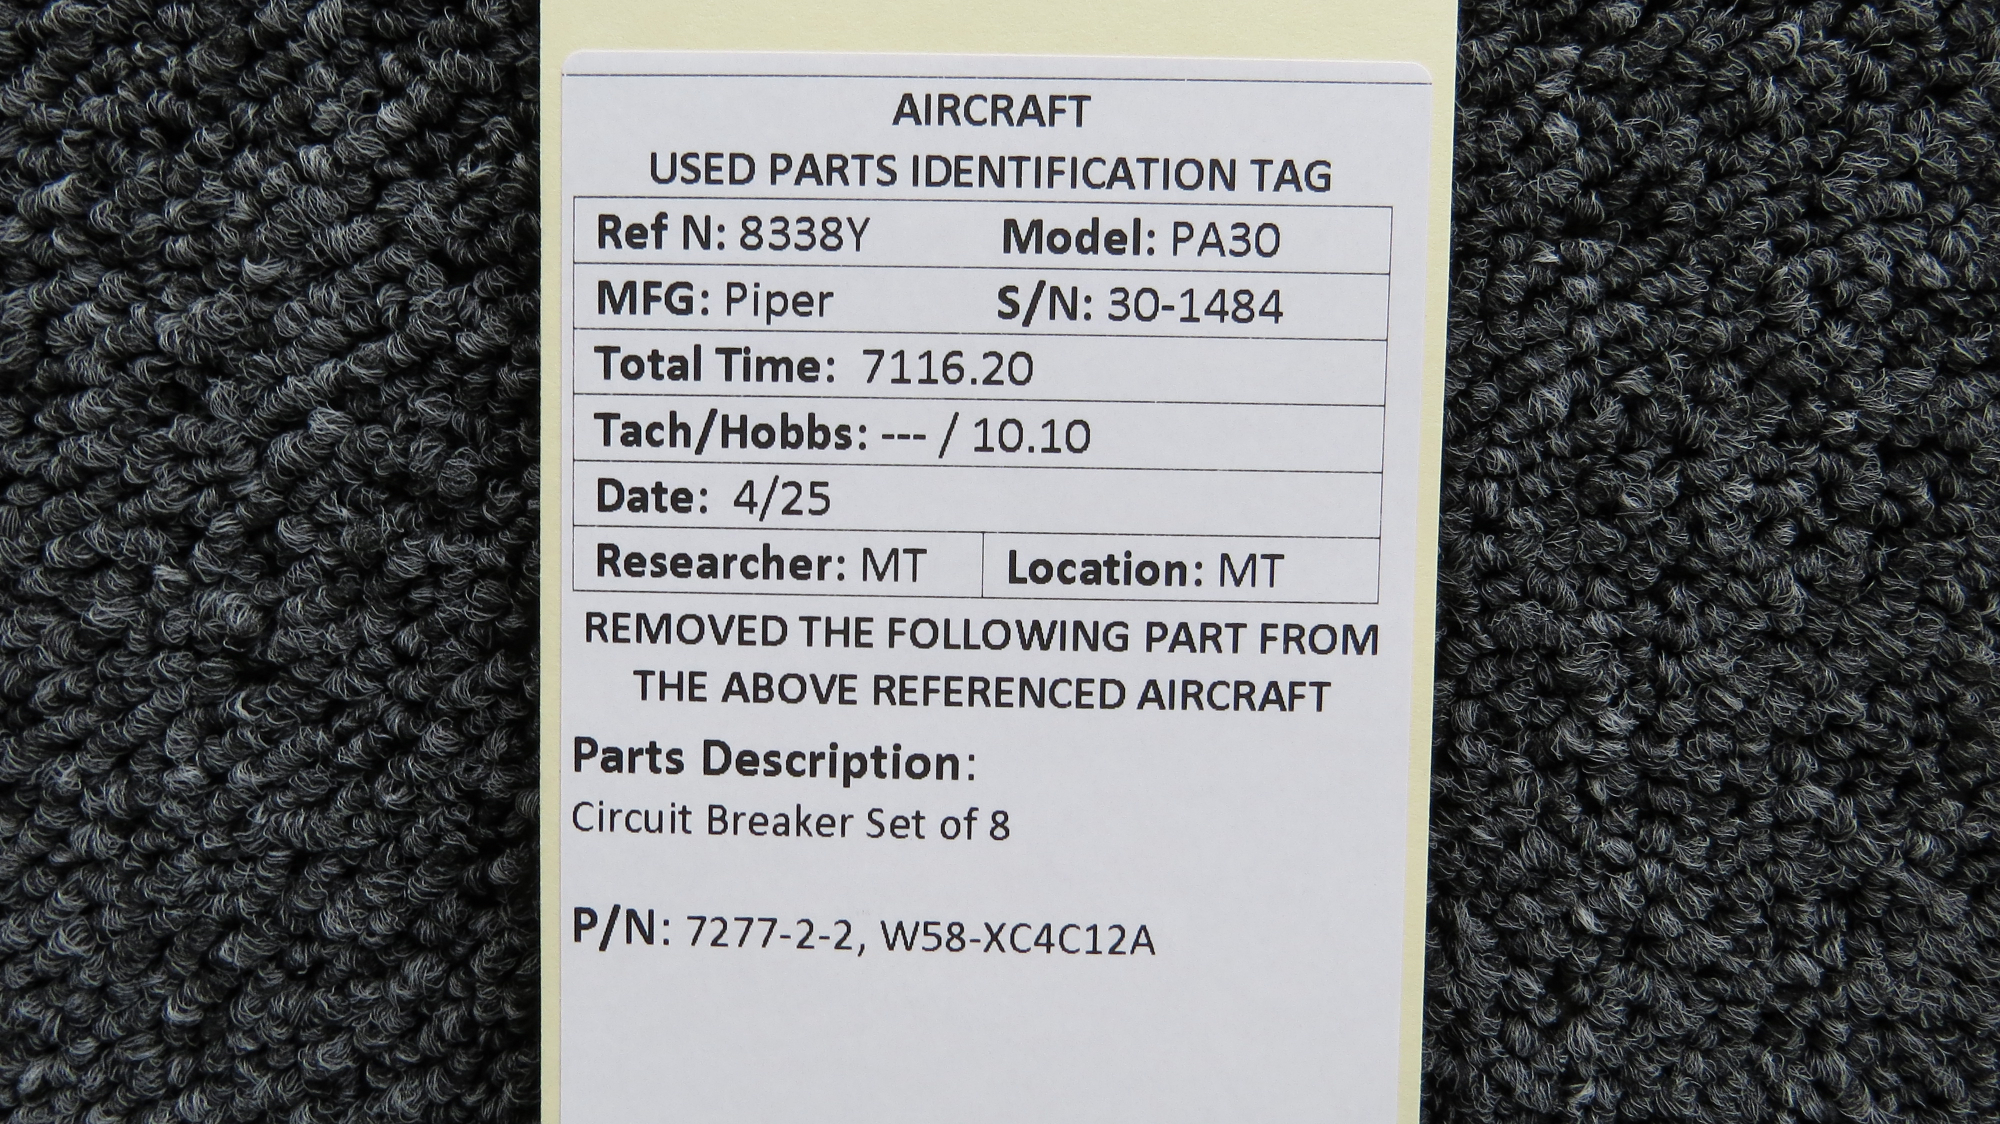 AIRCRAFT
USED PARTS IDENTIFICATION TAG
Ref N: 8338Y Model: PA30
MFG: Piper S/N: 30-1484
Total Time: 7116.20
Tach/Hobbs: --- / 10.10
Date: 4/25
Researcher: MT Location: MT
REMOVED THE FOLLOWING PART FROM
THE ABOVE REFERENCED AIRCRAFT
Parts Description:
Circuit Breaker Set of 8
P/N: 7277-2-2, W58-XC4C12A